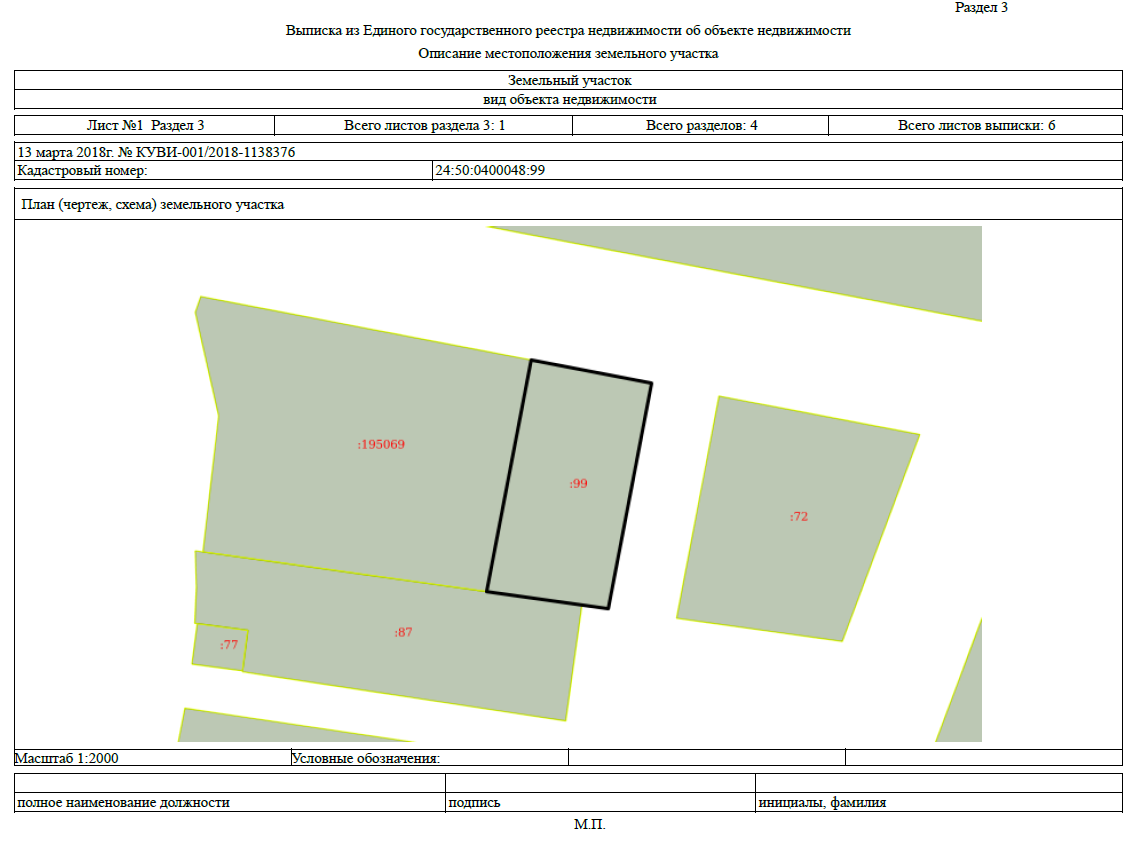 Раздел 3
Выписка из Единого государственного реестра недвижимости об объекте недвижимости
Описание местоположения земельного участка
Земельный участок
вид объекта недвижимости
Лист №1 Раздел 3 Всего листов раздела 3: 1 Всего разделов: 4 Всего листов выписки: 6
13 марта 2018г. № КУВИ-001/2018-1138376
Кадастровый номер: 24:50:0400048:99
План (чертеж, схема) земельного участка
:195069
:99
:72
:87
:77
Масштаб 1:2000 Условные обозначения:
полное наименование должности подпись инициалы, фамилия
М.П.